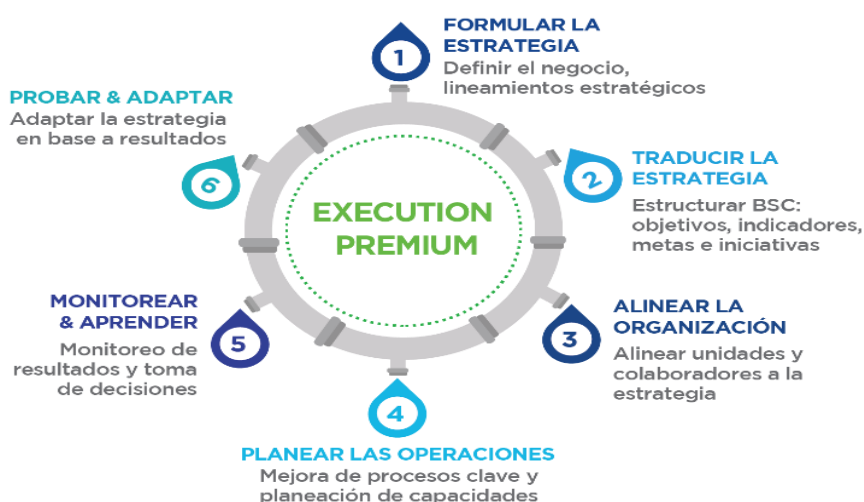 1
FORMULAR LA
ESTRATEGIA
Definir el negocio,
lineamientos estratégicos
2
TRADUCIR LA
ESTRATEGIA
Estructurar BSC:
objetivos, indicadores,
metas e iniciativas
3
ALINEAR LA
ORGANIZACIÓN
Alinear unidades y
colaboradores a la
estrategia
4
PLANEAR LAS OPERACIONES
Mejora de procesos clave y
planeación de capacidades
5
MONITOREAR
& APRENDER
Monitoreo de
resultados y toma
de decisiones
6
PROBAR & ADAPTAR
Adaptar la estrategia
en base a resultados
EXECUTION
PREMIUM